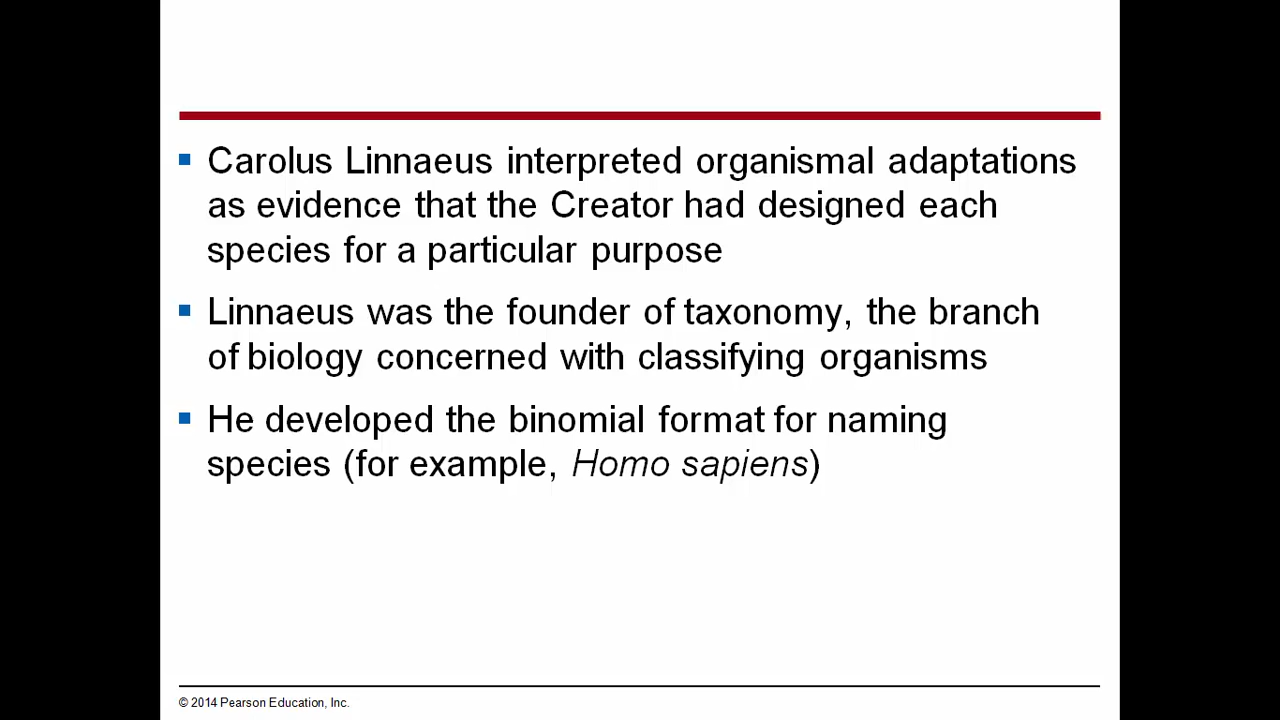 Carolus Linnaeus interpreted organismal adaptations
as evidence that the Creator had designed each
species for a particular purpose
Linnaeus was the founder of taxonomy, the branch
of biology concerned with classifying organisms
He developed the binomial format for naming
species (for example, Homo sapiens)
© 2014 Pearson Education, Inc.